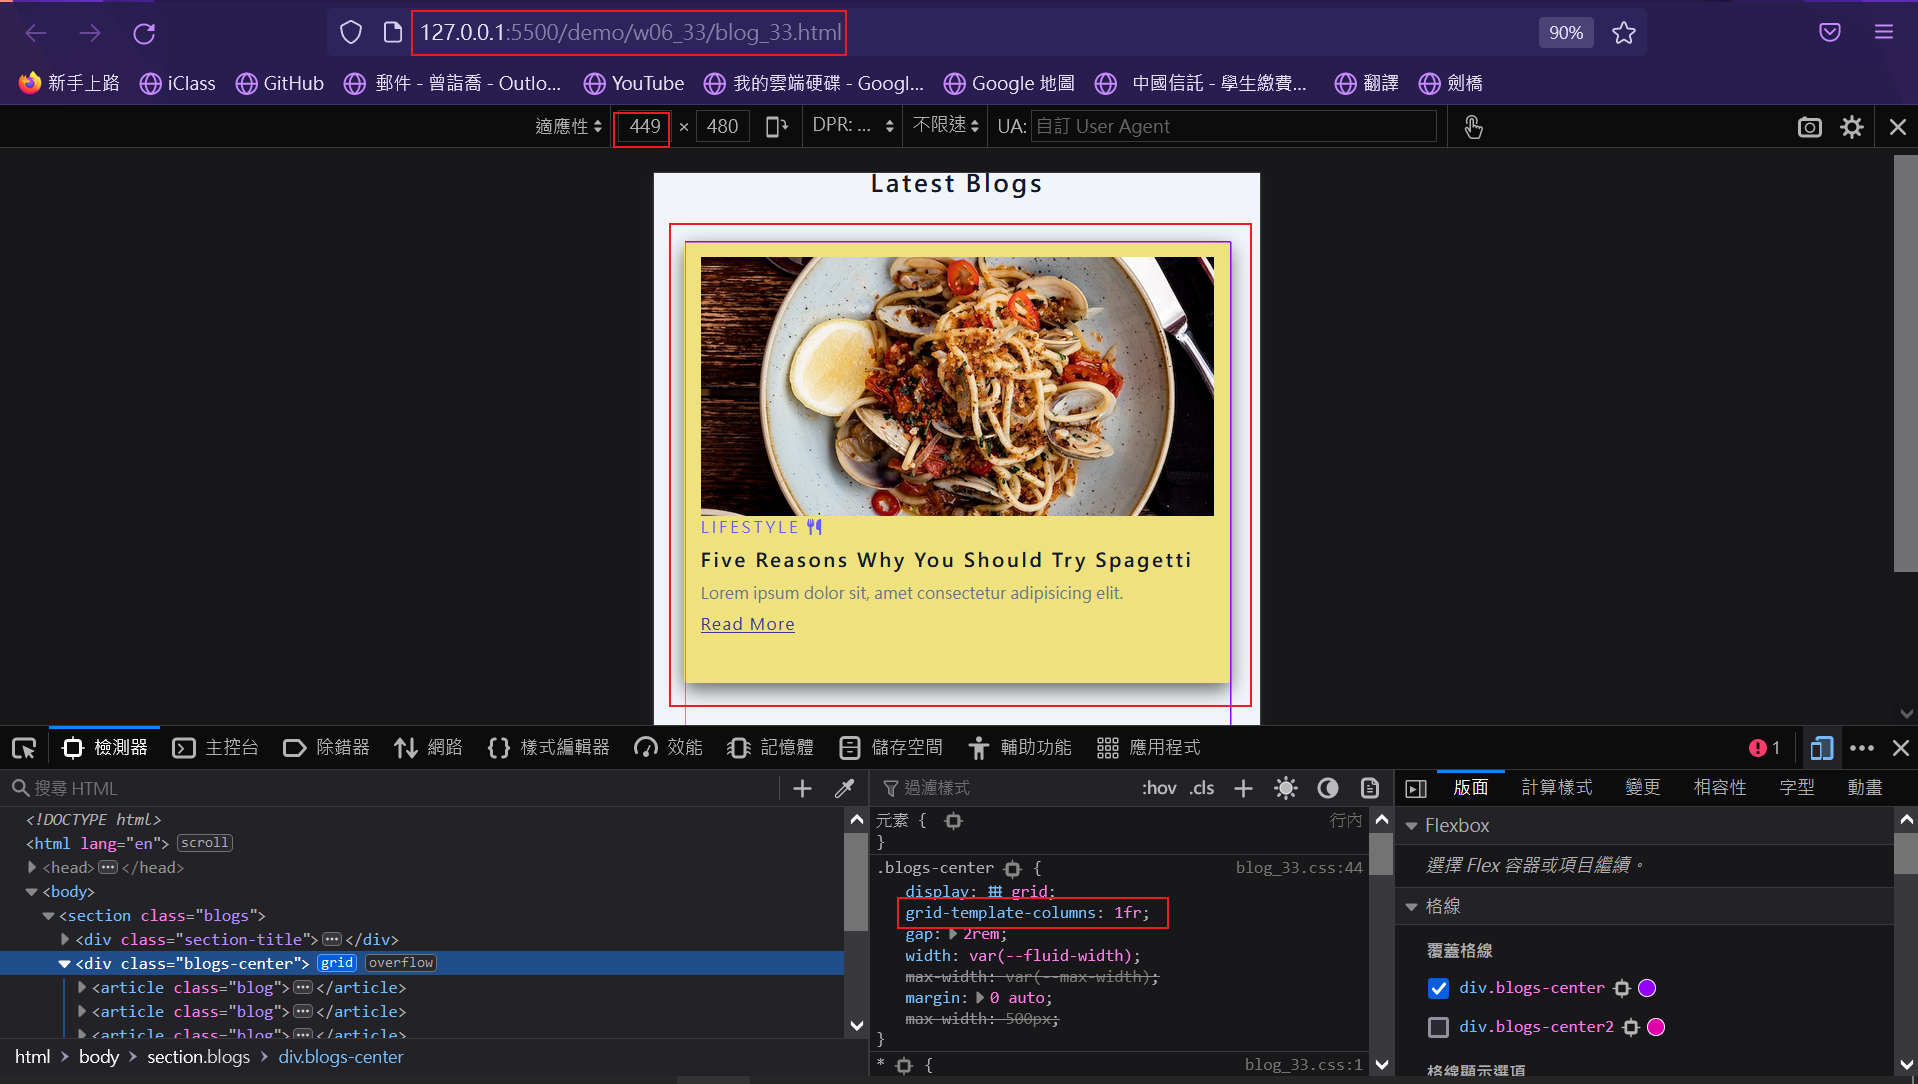 127.0.0.1:5500/demo/w06_33/blog_33.html
90%
新手上路
iClass
GitHub
郵件 - 曾詣喬 - Outlo...
YouTube
我的雲端硬碟 - Googl...
Google 地圖
中國信託 - 學生繳費...
翻譯
劍橋
適應性 449 × 480 DPR: ... 不限速 UA: 自訂 User Agent
Latest Blogs
LIFESTYLE
Five Reasons Why You Should Try Spagetti
Lorem ipsum dolor sit, amet consectetur adipisicing elit.
Read More
檢測器 主控台 除錯器 網路 樣式編輯器 效能 記憶體 儲存空間 輔助功能 應用程式 1
搜尋 HTML
<!DOCTYPE html>
<html lang="en"> scroll
<head> </head>
<body>
<section class="blogs">
<div class="section-title"> </div>
<div class="blogs-center"> grid overflow
<article class="blog"> </article>
<article class="blog"> </article>
<article class="blog"> </article>
html > body > section.blogs > div.blogs-center
過濾樣式 :hov .cls
元素 { 行內
}
.blogs-center { blog_33.css:44
display: grid;
grid-template-columns: 1fr;
gap: 2rem;
width: var(--fluid-width);
max-width: var(--max-width);
margin: 0 auto;
max-width: 500px;
}
* { blog_33.css:1
版面 計算樣式 變更 相容性 字型 動畫
Flexbox
選擇 Flex 容器或項目繼續。
格線
覆蓋格線
div.blogs-center
div.blogs-center2
格線顯示選項